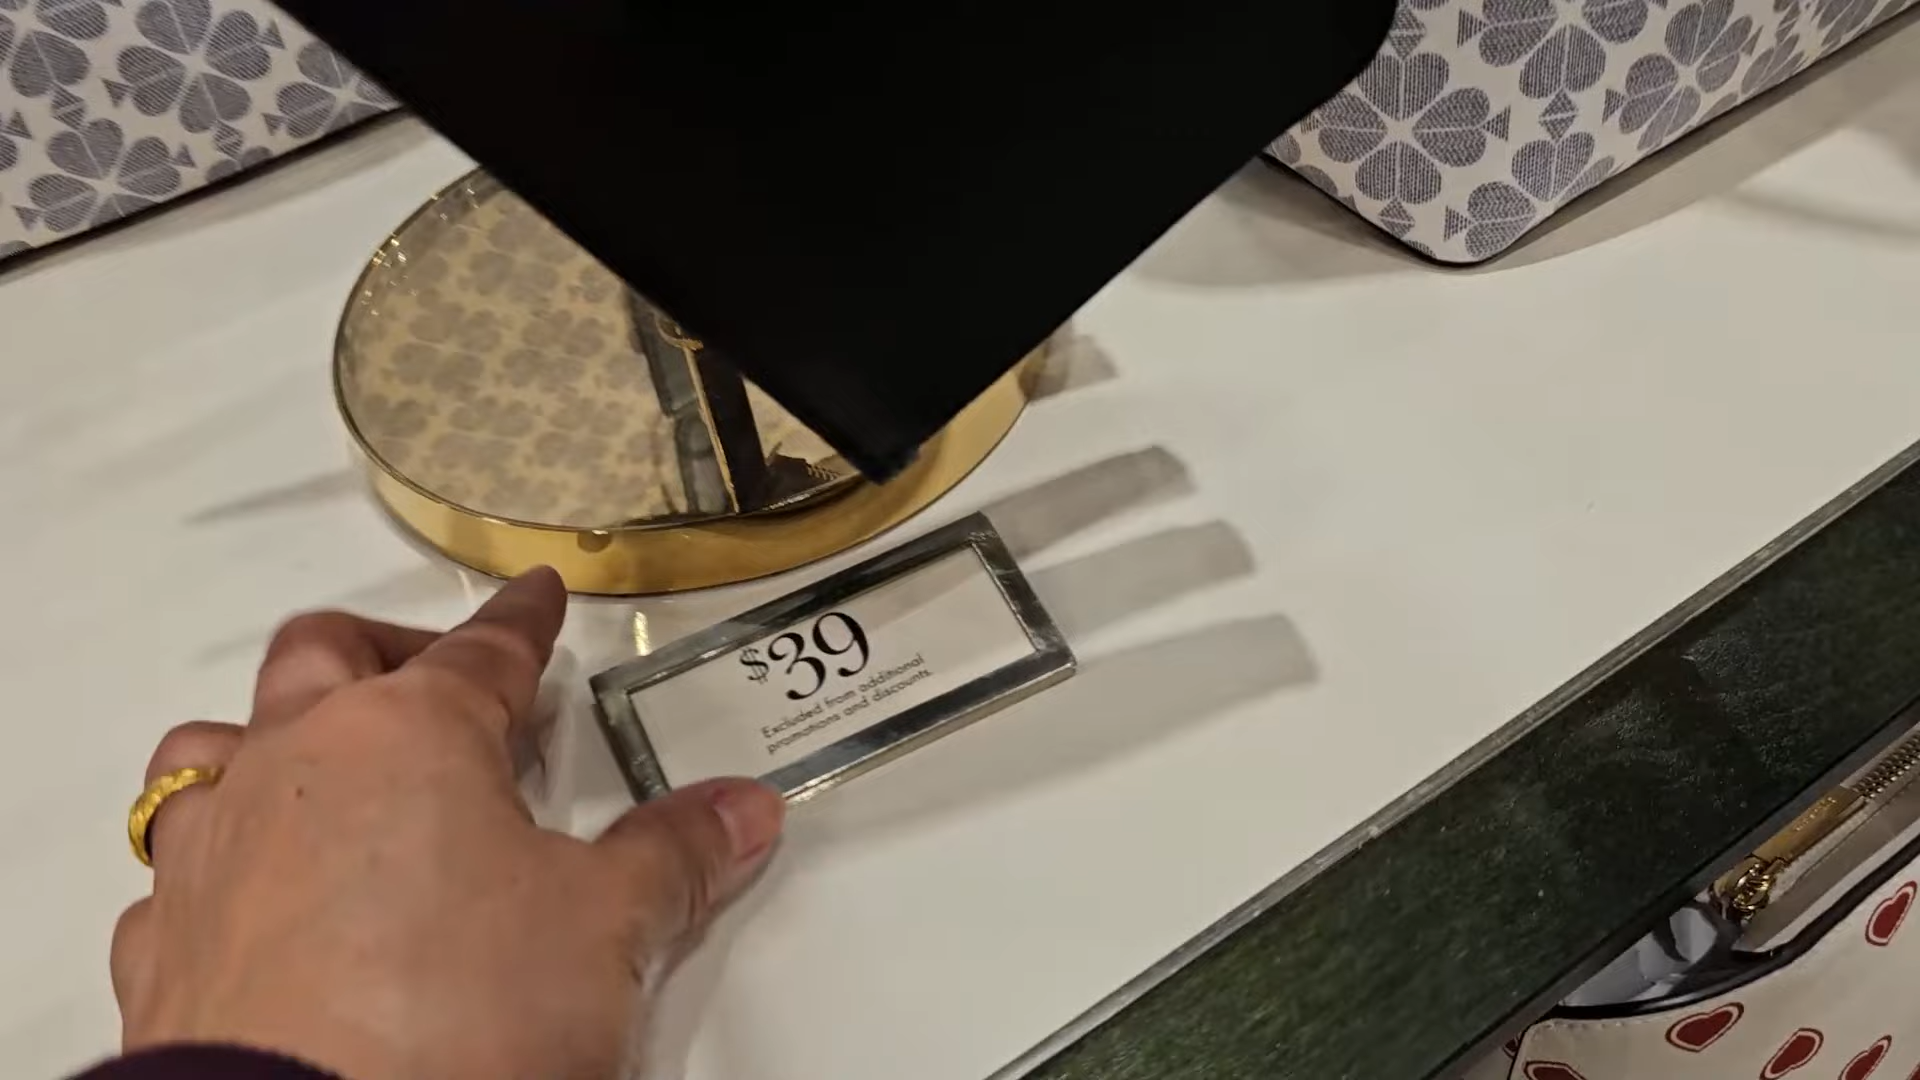 $39
Excluded from additional
promotions and discounts.